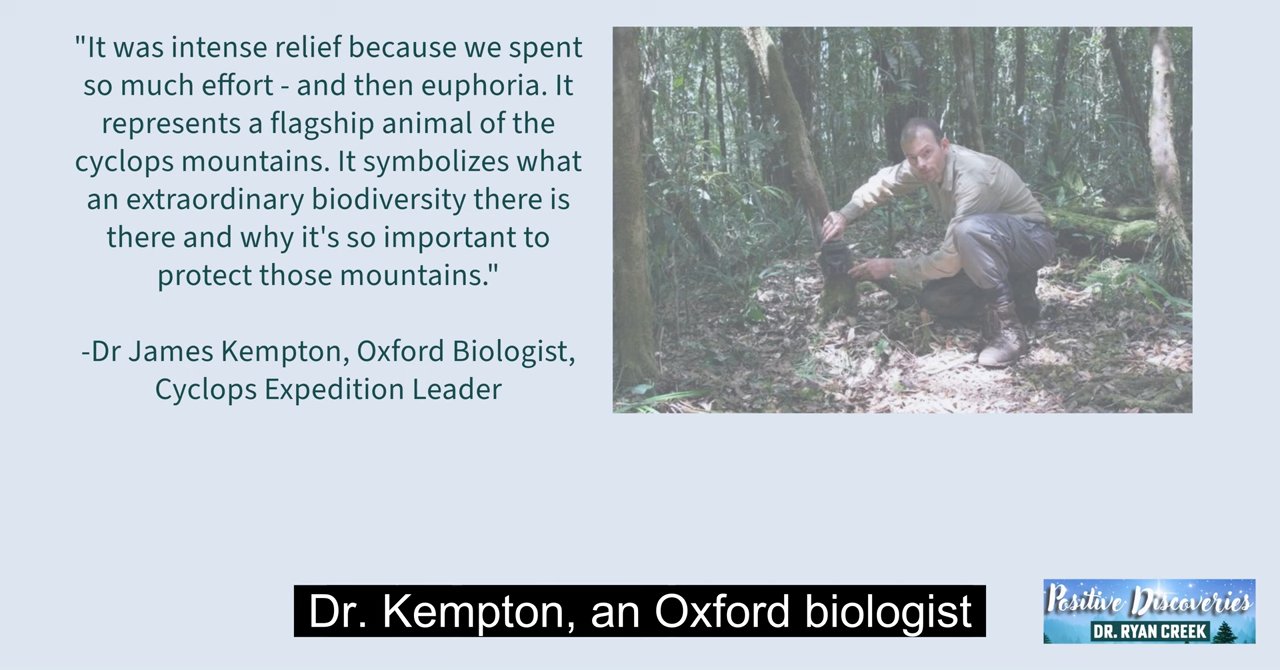 "It was intense relief because we spent
so much effort - and then euphoria. It
represents a flagship animal of the
cyclops mountains. It symbolizes what
an extraordinary biodiversity there is
there and why it's so important to
protect those mountains."
-Dr James Kempton, Oxford Biologist,
Cyclops Expedition Leader
Dr. Kempton, an Oxford biologist
Positive Discoveries
DR. RYAN CREEK